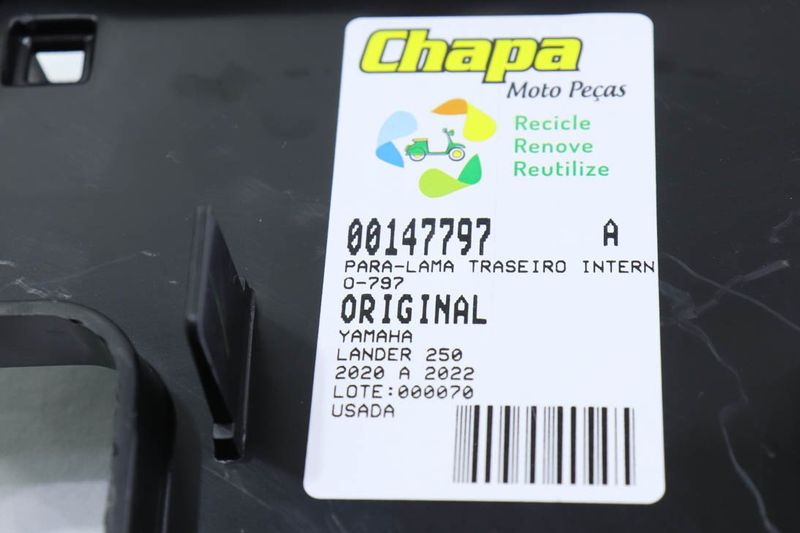 Chapa
Moto Peças
Recicle
Renove
Reutilize
00147797 A
PARA-LAMA TRASEIRO INTERN
O-797
ORIGINAL
YAMAHA
LANDER 250
2020 A 2022
LOTE:000070
USADA